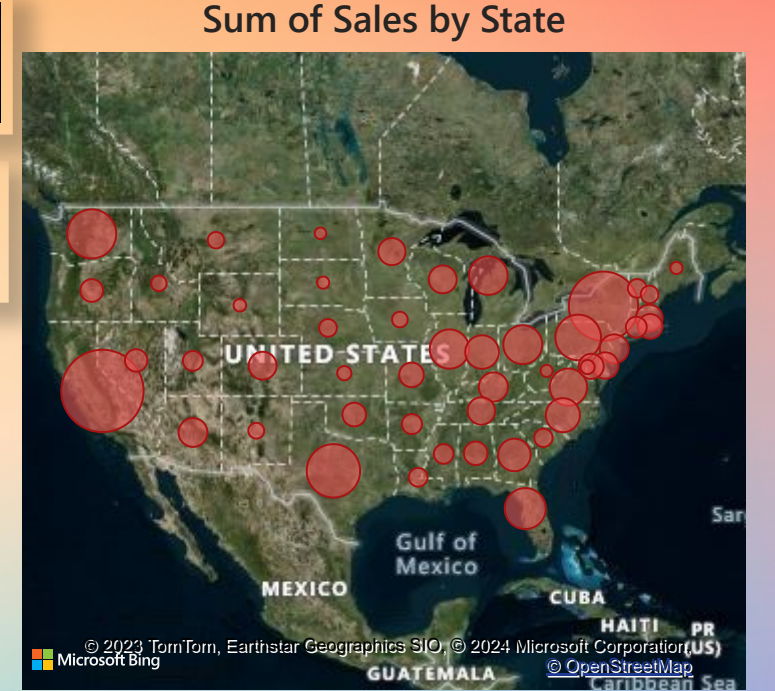 Sum of Sales by State
UNITED STATES
Sar
Gulf of
Mexico
MEXICO
CUBA
HAITI
PR
(US)
© 2023 TomTom, Earthstar Geographics SIO, © 2024 Microsoft Corporation,
Microsoft Bing
© OpenStreetMap
GUATEMALA
Caribbean Sea